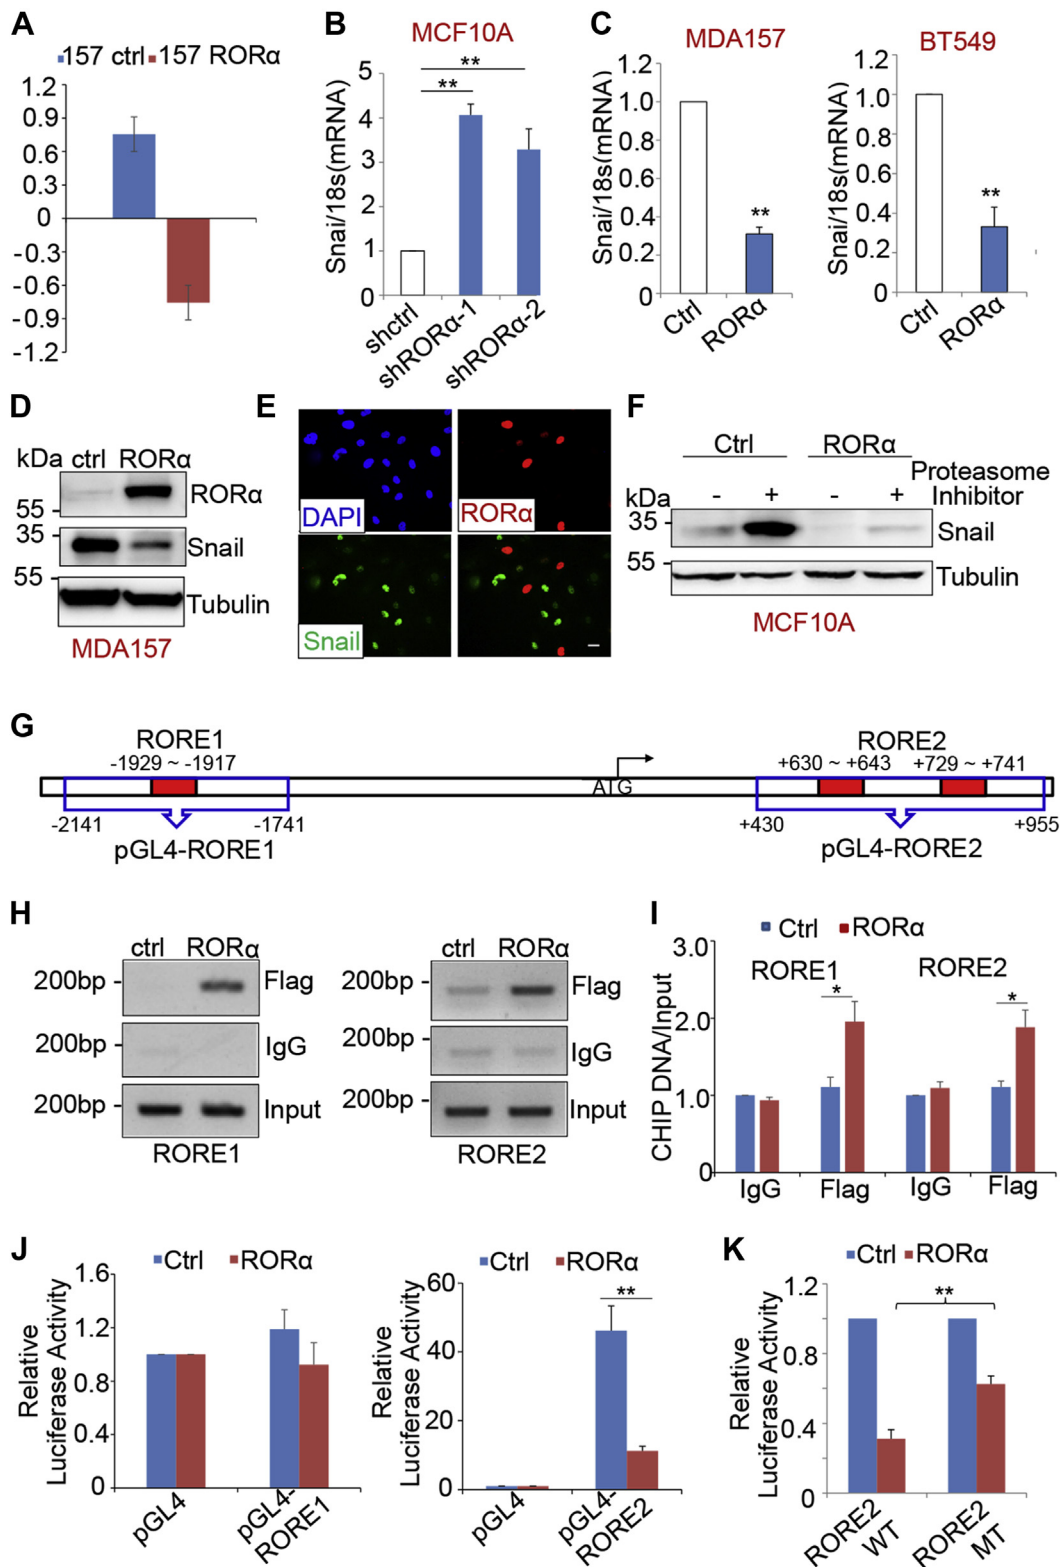 A
157 ctrl 157 RORα
1.2
0.9
0.6
0.3
0
-0.3
-0.6
-0.9
-1.2
B
MCF10A
Snai/18s(mRNA)
5
4
3
2
1
0
**
**
shctrl
shRORα-1
shRORα-2
C
MDA157
Snai/18s(mRNA)
1.2
1.0
0.8
0.6
0.4
0.2
0
**
Ctrl
RORα
BT549
Snai/18s(mRNA)
1.2
1.0
0.8
0.6
0.4
0.2
0
**
Ctrl
RORα
D
kDa ctrl RORα
55
RORα
35
Snail
55
Tubulin
MDA157
E
DAPI
RORα
Snail
F
Ctrl RORα
Proteasome
Inhibitor
- + - +
kDa
35
Snail
55
Tubulin
MCF10A
G
RORE1
-1929 ~ -1917
RORE2
+630 ~ +643 +729 ~ +741
ATG
-2141 -1741
+430 +955
pGL4-RORE1
pGL4-RORE2
H
ctrl RORα
200bp Flag
200bp IgG
200bp Input
RORE1
ctrl RORα
200bp Flag
200bp IgG
200bp Input
RORE2
I
Ctrl RORα
CHIP DNA/Input
3.0
2.0
1.0
0
RORE1 RORE2
* *
IgG Flag IgG Flag
J
Ctrl RORα
Relative
Luciferase Activity
1.6
1.2
0.8
0.4
0
pGL4
pGL4-
RORE1
Ctrl RORα
Relative
Luciferase Activity
60
40
20
0
**
pGL4
pGL4-
RORE2
K
Ctrl RORα
Relative
Luciferase Activity
1.2
0.8
0.4
0
**
RORE2
WT
RORE2
MT